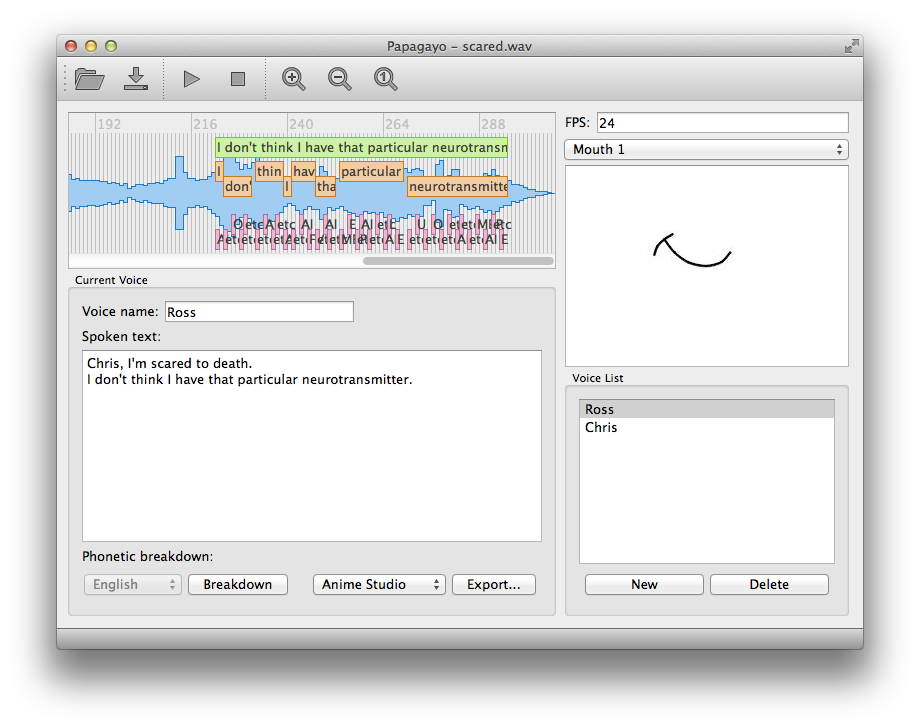 Papagayo – scared.wav
1
192 216 240 264 288
I don't think I have that particular neurotransm
I thin hav particular
don' I tha neurotransmitte
Current Voice
Voice name: Ross
Spoken text:
Chris, I'm scared to death.
I don't think I have that particular neurotransmitter.
Phonetic breakdown:
English Breakdown Anime Studio Export...
FPS: 24
Mouth 1
Voice List
Ross
Chris
New Delete